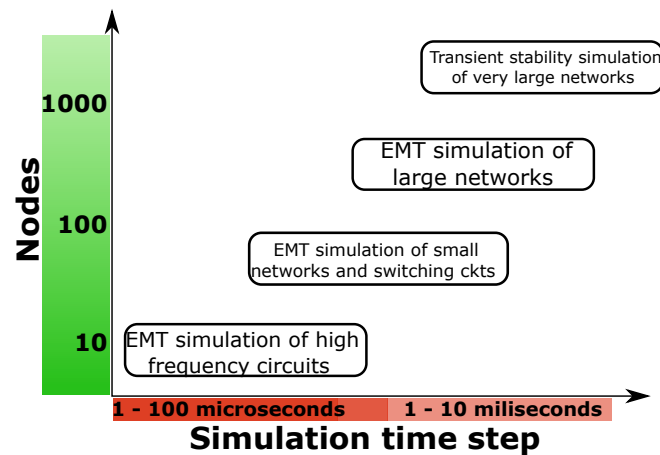 Transient stability simulation
of very large networks
1000
EMT simulation of
large networks
Nodes
100
EMT simulation of small
networks and switching ckts
10
EMT simulation of high
frequency circuits
1 - 100 microseconds
1 - 10 miliseconds
Simulation time step